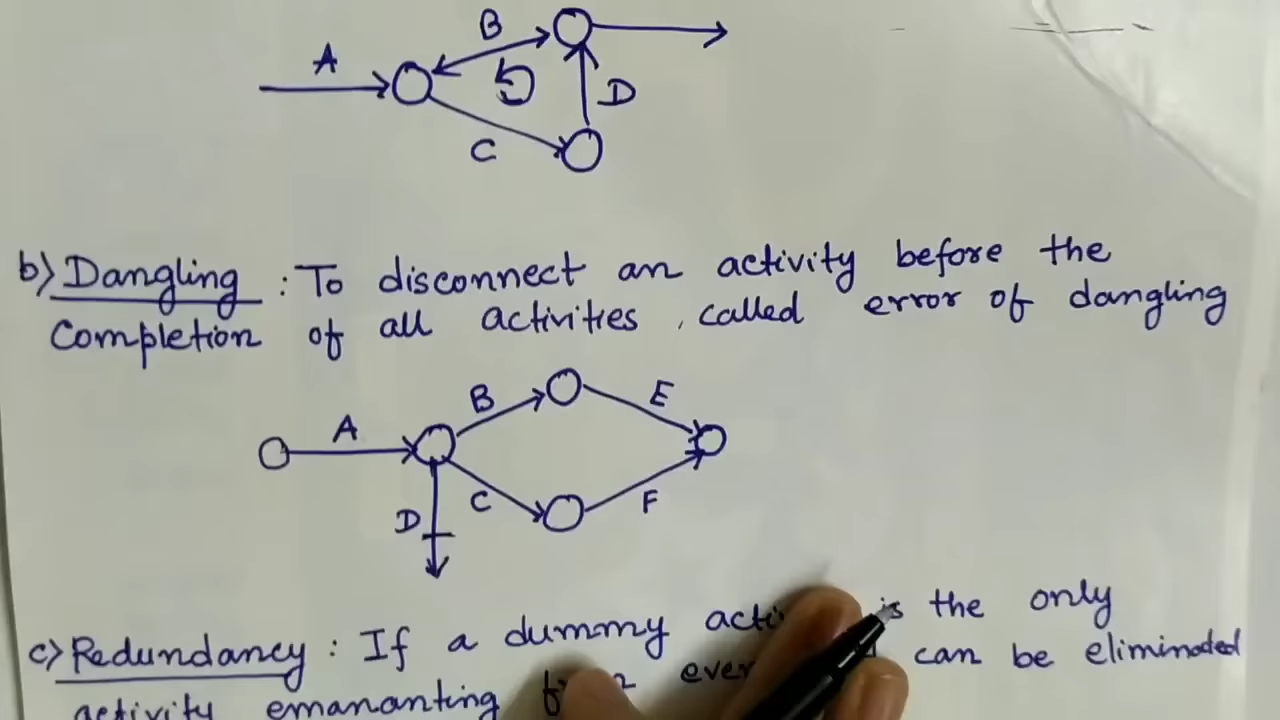 A
B
D
C
b) Dangling : To disconnect an activity before the
completion of all activities , called error of dangling
A
B
E
C
D
F
c) Redundancy : If a dummy is the only
activity emananting can be eliminated